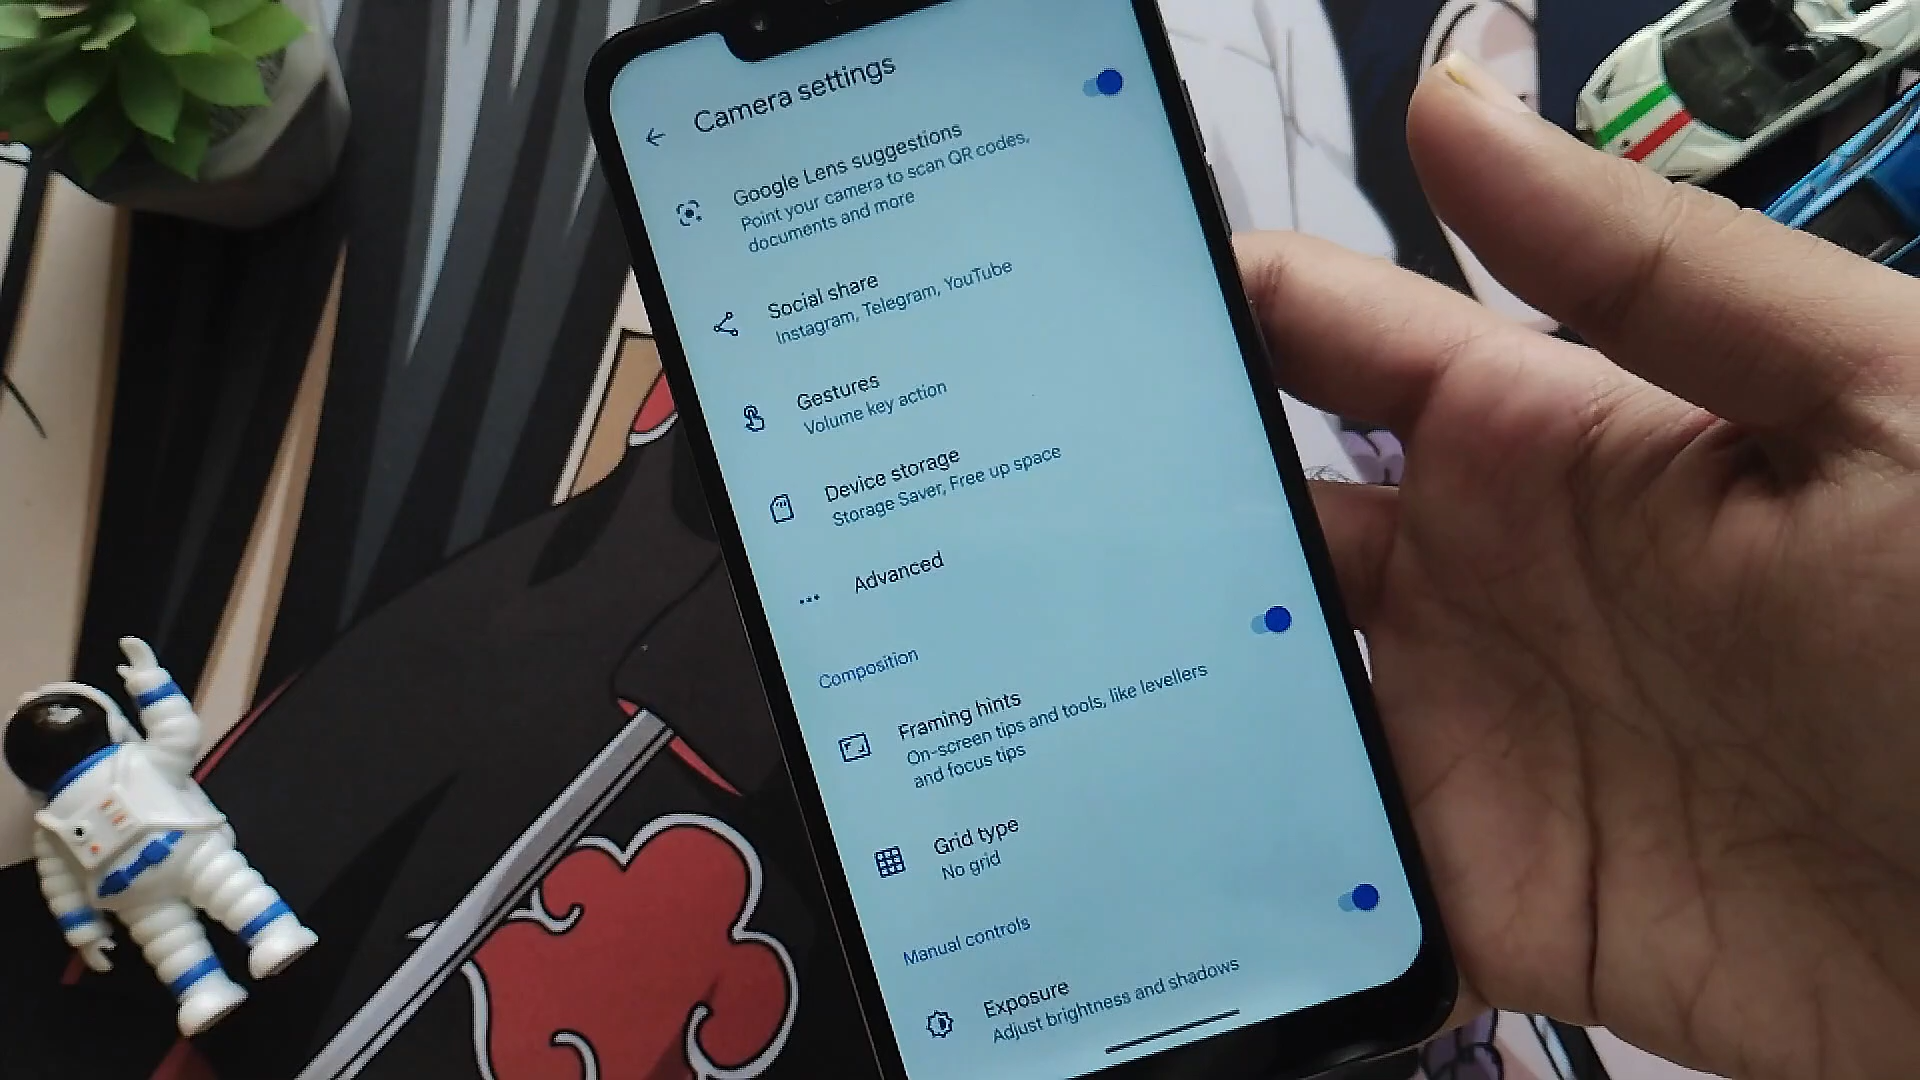 Camera settings
Google Lens suggestions
Point your camera to scan QR codes,
documents and more
Social share
Instagram, Telegram, YouTube
Gestures
Volume key action
Device storage
Storage Saver, Free up space
Advanced
Composition
Framing hints
On-screen tips and tools, like levellers
and focus tips
Grid type
No grid
Manual controls
Exposure
Adjust brightness and shadows